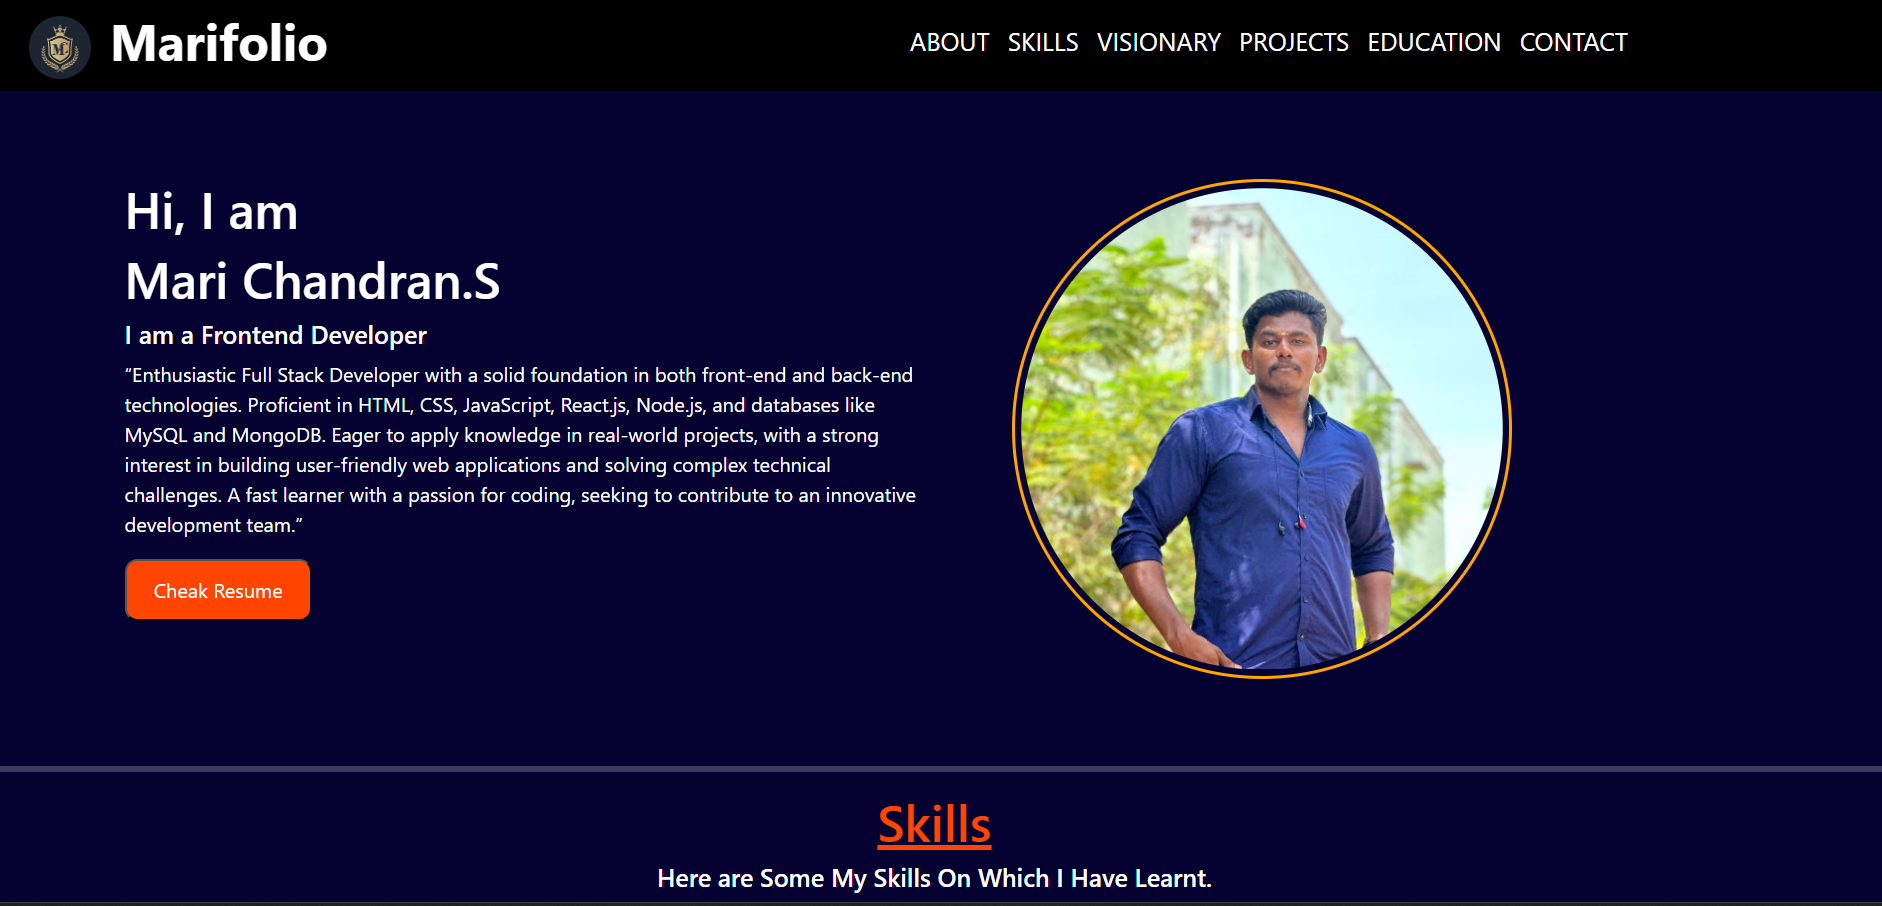 M
Marifolio
ABOUT SKILLS VISIONARY PROJECTS EDUCATION CONTACT
Hi, I am
Mari Chandran.S
I am a Frontend Developer
“Enthusiastic Full Stack Developer with a solid foundation in both front-end and back-end
technologies. Proficient in HTML, CSS, JavaScript, React.js, Node.js, and databases like
MySQL and MongoDB. Eager to apply knowledge in real-world projects, with a strong
interest in building user-friendly web applications and solving complex technical
challenges. A fast learner with a passion for coding, seeking to contribute to an innovative
development team.”
Cheak Resume
Skills
Here are Some My Skills On Which I Have Learnt.